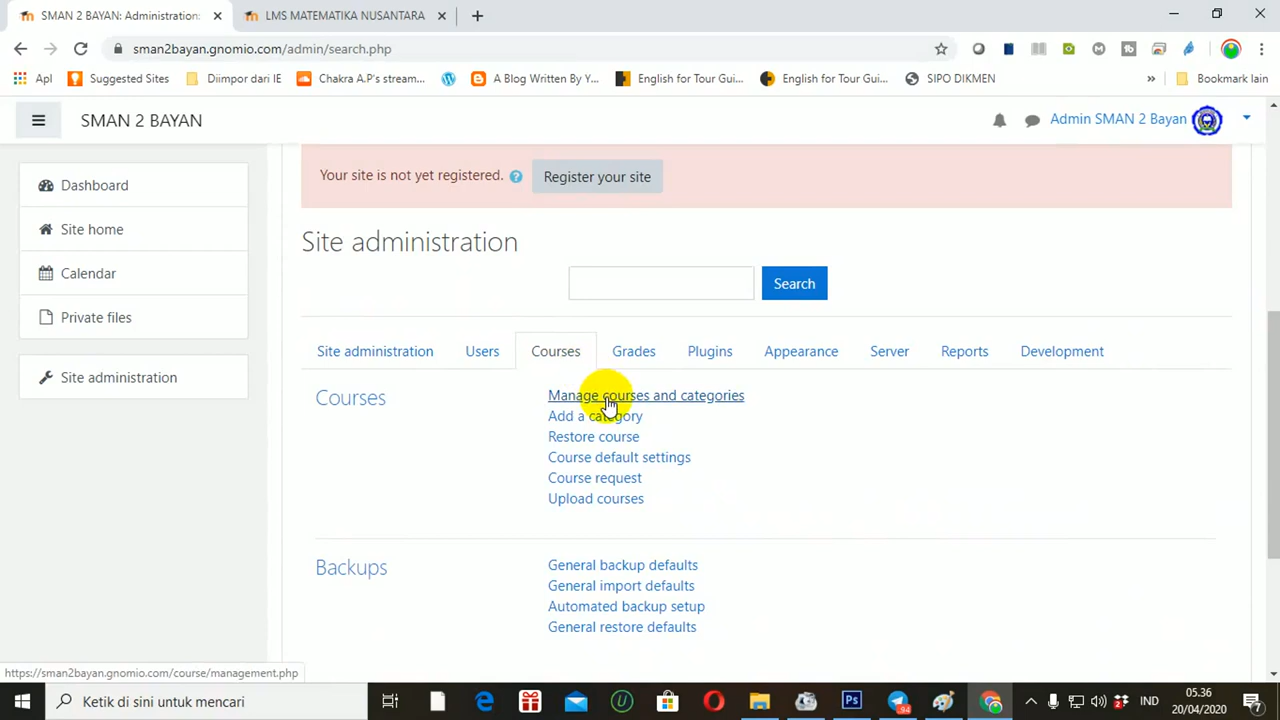 SMAN 2 BAYAN: Administration:
LMS MATEMATIKA NUSANTARA
sman2bayan.gnomio.com/admin/search.php
Apl
Suggested Sites
Diimpor dari IE
Chakra A.P's stream...
A Blog Written By Y...
English for Tour Gui...
English for Tour Gui...
SIPO DIKMEN
»
Bookmark lain
SMAN 2 BAYAN
Admin SMAN 2 Bayan
Dashboard
Site home
Calendar
Private files
Site administration
Your site is not yet registered.
Register your site
Site administration
Search
Site administration
Users
Courses
Grades
Plugins
Appearance
Server
Reports
Development
Courses
Manage courses and categories
Add a category
Restore course
Course default settings
Course request
Upload courses
Backups
General backup defaults
General import defaults
Automated backup setup
General restore defaults
https://sman2bayan.gnomio.com/course/management.php
Ketik di sini untuk mencari
Ps
94
IND
05.36
20/04/2020
7